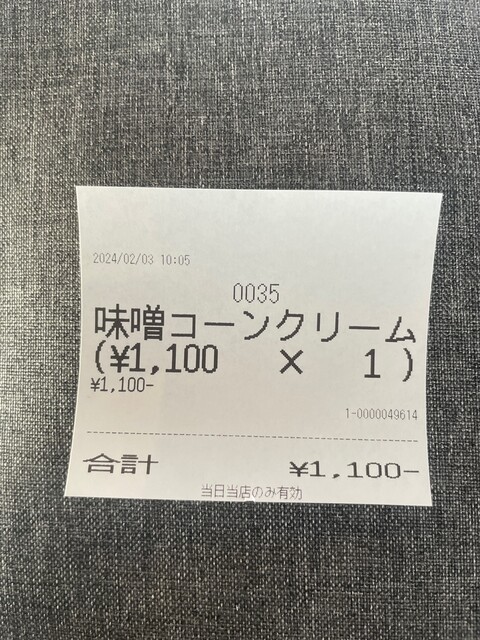 2024/02/03 10:05
0035
味噌コーンクリーム
(¥1,100 × 1 )
¥1,100-
1-0000049614
合計 ¥1,100-
当日当店のみ有効